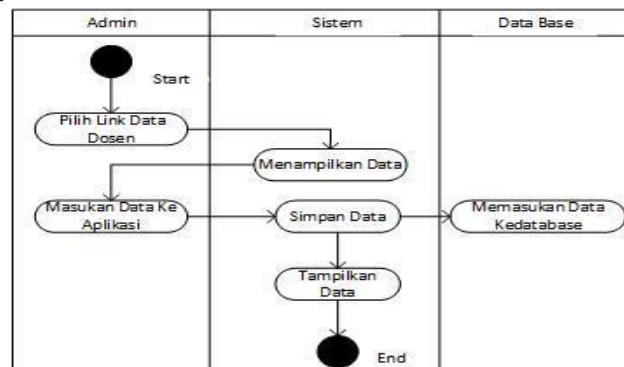 Admin
Sistem
Data Base
Start
Pilih Link Data
Dosen
Menampilkan Data
Masukan Data Ke
Aplikasi
Simpan Data
Memasukan Data
Kedatabase
Tampilkan
Data
End